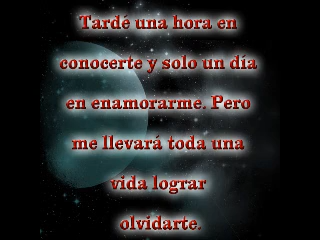 Tardé una hora en
conocerte y solo un día
en enamorarme. Pero
me llevará toda una
vida lograr
olvidarte.